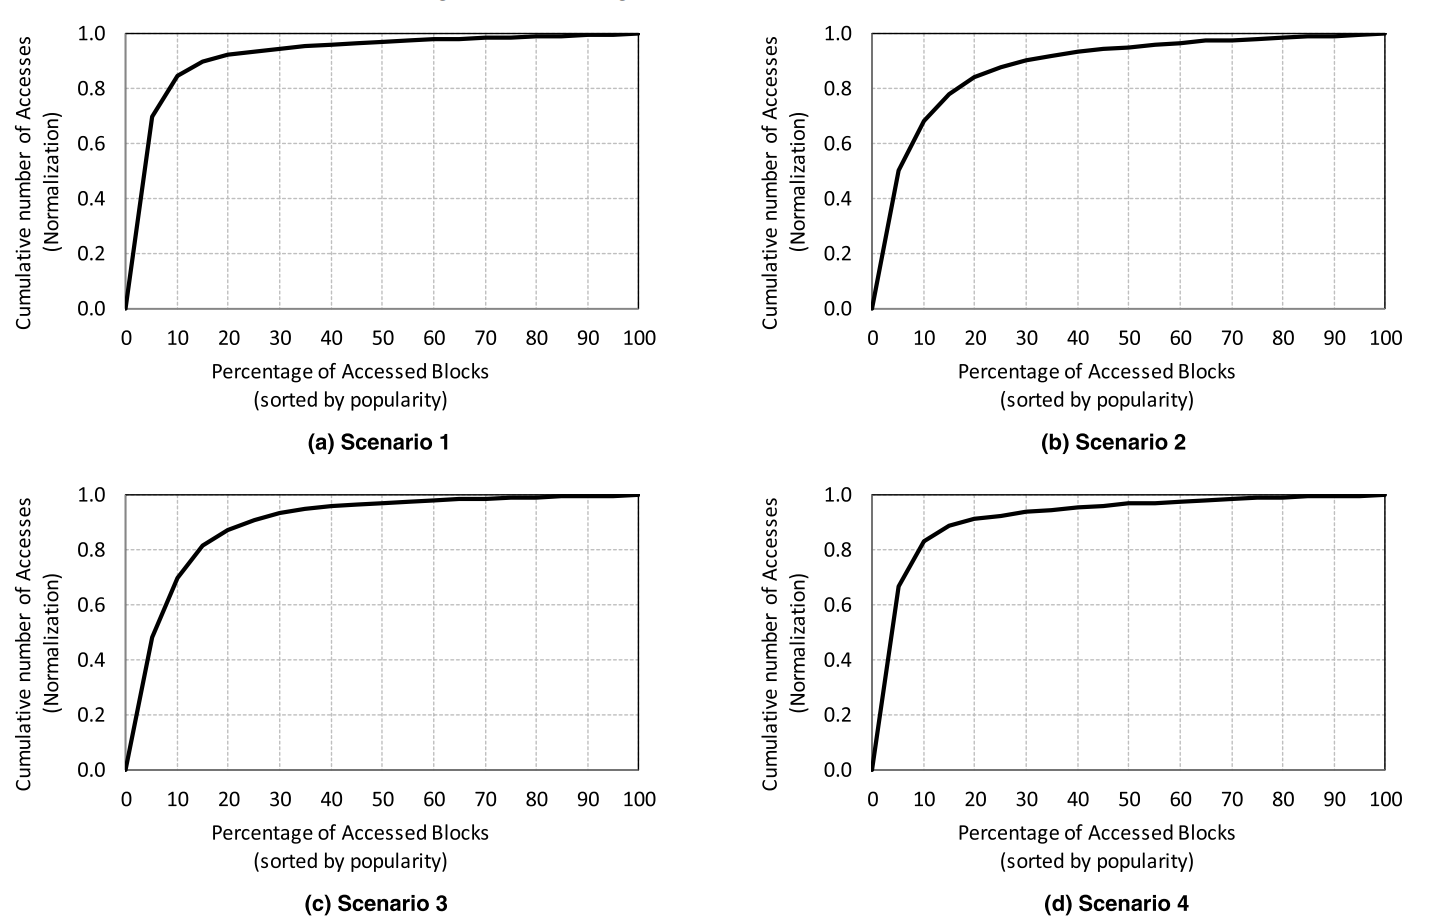 Cumulative number of Accesses
(Normalization)
1.0
0.8
0.6
0.4
0.2
0.0
0 10 20 30 40 50 60 70 80 90 100
Percentage of Accessed Blocks
(sorted by popularity)
(a) Scenario 1
Cumulative number of Accesses
(Normalization)
1.0
0.8
0.6
0.4
0.2
0.0
0 10 20 30 40 50 60 70 80 90 100
Percentage of Accessed Blocks
(sorted by popularity)
(b) Scenario 2
Cumulative number of Accesses
(Normalization)
1.0
0.8
0.6
0.4
0.2
0.0
0 10 20 30 40 50 60 70 80 90 100
Percentage of Accessed Blocks
(sorted by popularity)
(c) Scenario 3
Cumulative number of Accesses
(Normalization)
1.0
0.8
0.6
0.4
0.2
0.0
0 10 20 30 40 50 60 70 80 90 100
Percentage of Accessed Blocks
(sorted by popularity)
(d) Scenario 4